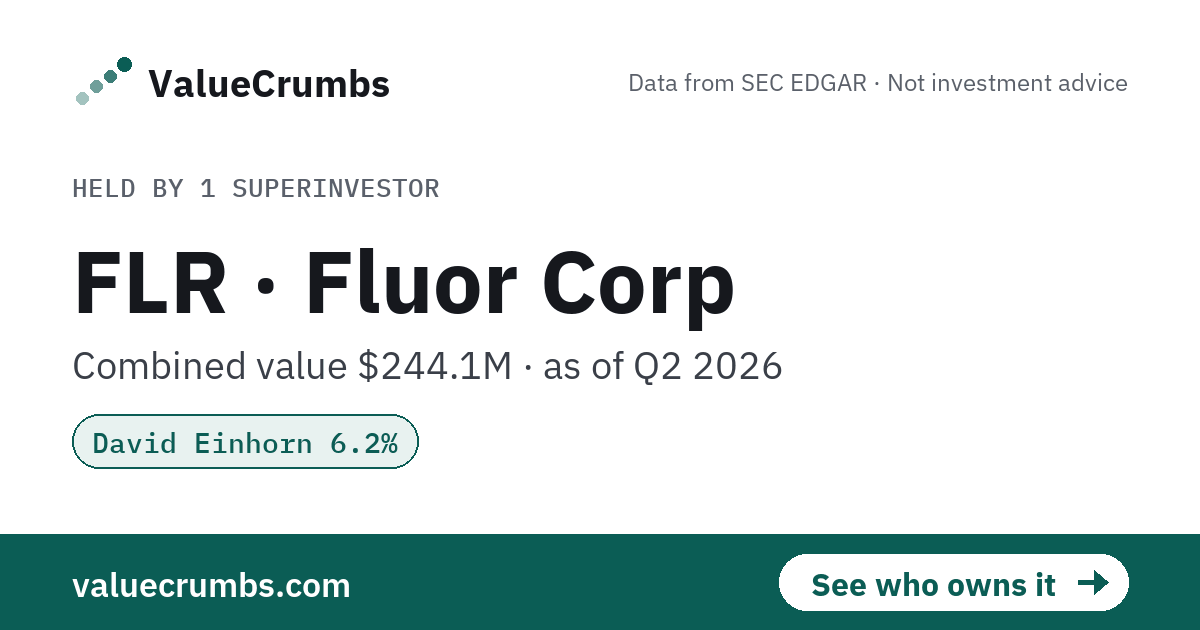 ValueCrumbs
Data from SEC EDGAR · Not investment advice
HELD BY 1 SUPERINVESTOR
FLR · Fluor Corp
Combined value $244.1M · as of Q2 2026
David Einhorn 6.2%
valuecrumbs.com
See who owns it →